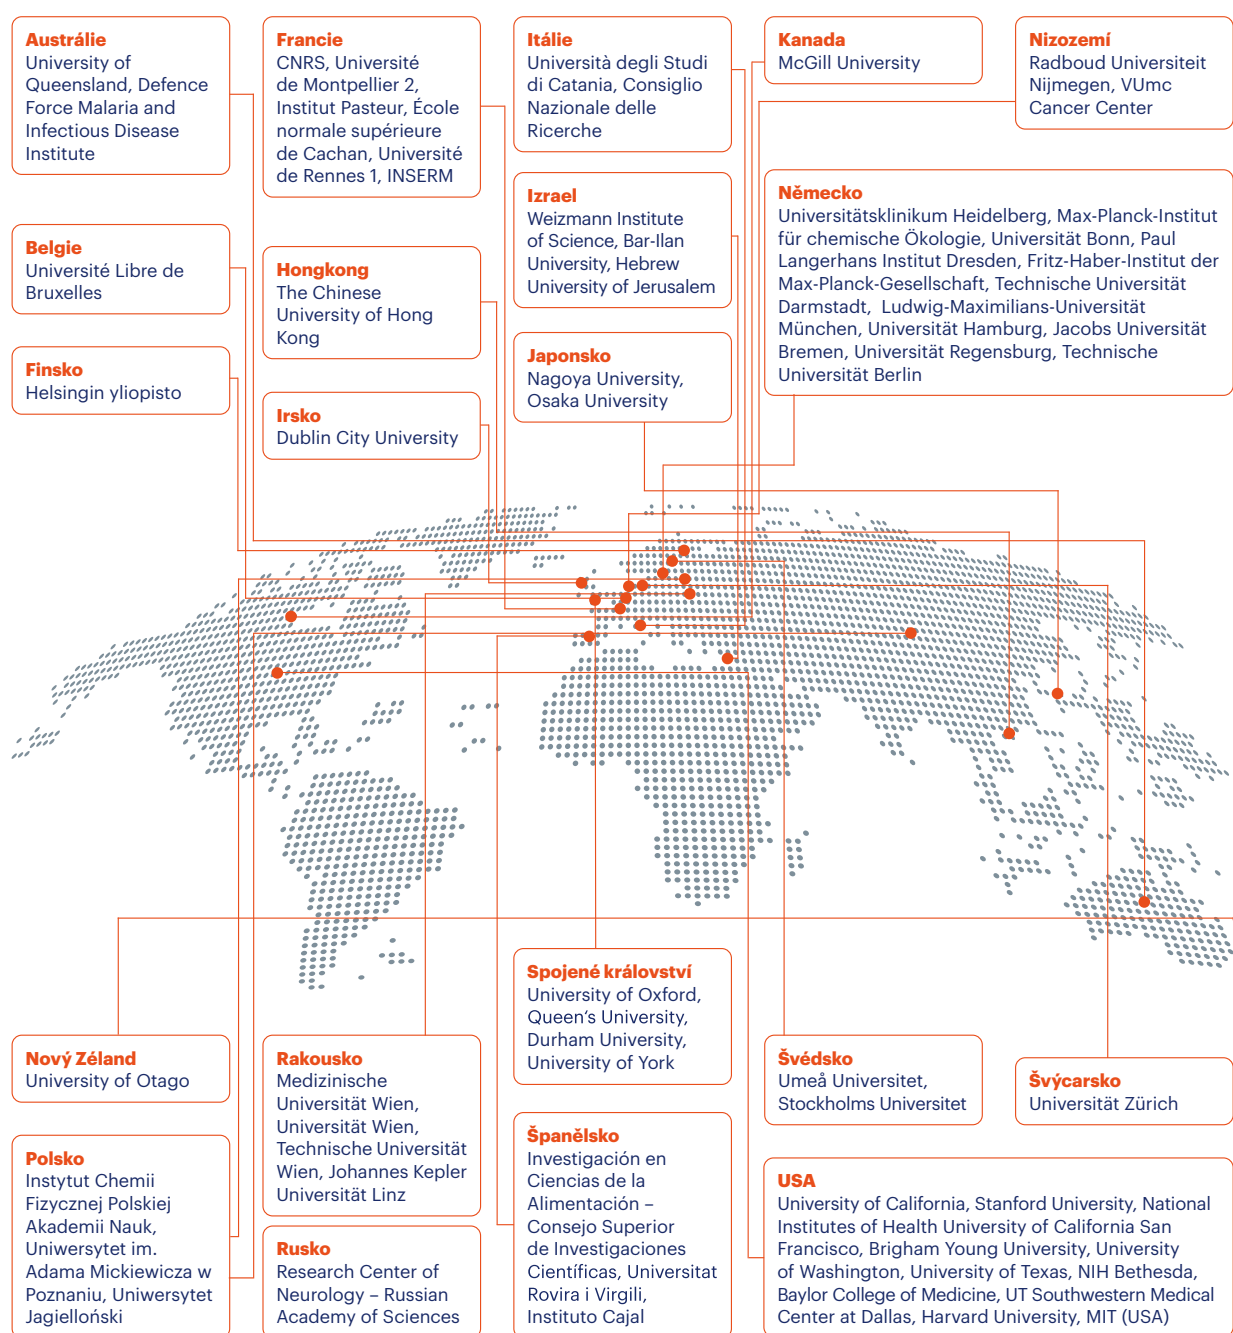 Austrálie
University of
Queensland, Defence
Force Malaria and
Infectious Disease
Institute
Belgie
Université Libre de
Bruxelles
Finsko
Helsingin yliopisto
Francie
CNRS, Université
de Montpellier 2,
Institut Pasteur, École
normale supérieure
de Cachan, Université
de Rennes 1, INSERM
Hongkong
The Chinese
University of Hong
Kong
Irsko
Dublin City University
Itálie
Università degli Studi
di Catania, Consiglio
Nazionale delle
Ricerche
Izrael
Weizmann Institute
of Science, Bar-Ilan
University, Hebrew
University of Jerusalem
Japonsko
Nagoya University,
Osaka University
Kanada
McGill University
Nizozemí
Radboud Universiteit
Nijmegen, VUmc
Cancer Center
Německo
Universitätsklinikum Heidelberg, Max-Planck-Institut
für chemische Ökologie, Universität Bonn, Paul
Langerhans Institut Dresden, Fritz-Haber-Institut der
Max-Planck-Gesellschaft, Technische Universität
Darmstadt, Ludwig-Maximilians-Universität
München, Universität Hamburg, Jacobs Universität
Bremen, Universität Regensburg, Technische
Universität Berlin
Nový Zéland
University of Otago
Polsko
Instytut Chemii
Fizycznej Polskiej
Akademii Nauk,
Uniwersytet im.
Adama Mickiewicza w
Poznaniu, Uniwersytet
Jagielloński
Rakousko
Medizinische
Universität Wien,
Universität Wien,
Technische Universität
Wien, Johannes Kepler
Universität Linz
Rusko
Research Center of
Neurology – Russian
Academy of Sciences
Spojené království
University of Oxford,
Queen‘s University,
Durham University,
University of York
Španělsko
Investigación en
Ciencias de la
Alimentación –
Consejo Superior
de Investigaciones
Científicas, Universitat
Rovira i Virgili,
Instituto Cajal
Švédsko
Umeå Universitet,
Stockholms Universitet
Švýcarsko
Universität Zürich
USA
University of California, Stanford University, National
Institutes of Health University of California San
Francisco, Brigham Young University, University
of Washington, University of Texas, NIH Bethesda,
Baylor College of Medicine, UT Southwestern Medical
Center at Dallas, Harvard University, MIT (USA)